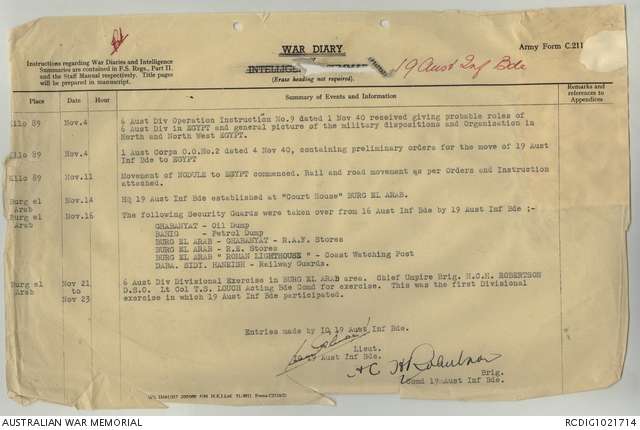 WAR DIARY
Army Form C.2118
Instructions regarding War Diaries and Intelligence
Summaries are contained in F.S. Regs., Part II.
and the Staff Manual respectively. Title pages
will be prepared in manuscript.
(Erase heading not required).
19 Aust Inf Bde
Place Date Hour Summary of Events and Information Remarks and references to Appendices
Kilo 89 Nov.4 6 Aust Div Operation Instruction No.9 dated 1 Nov 40 received giving probable roles of
6 Aust Div in EGYPT and general picture of the military dispositions and Organisation in
North and North West EGYPT.
Kilo 89 Nov.4 1 Aust Corps O.O.No.2 dated 4 Nov 40, containing preliminary orders for the move of 19 Aust
Inf Bde to EGYPT
Kilo 89 Nov.11 Movement of NODULE to EGYPT commenced. Rail and road movement as per Orders and Instruction
attached.
Burg el Arab Nov.14 HQ 19 Aust Inf Bde established at "Court House" BURG EL ARAB.
Burg el Arab Nov.16 The following Security Guards were taken over from 16 Aust Inf Bde by 19 Aust Inf Bde :-
GHABANYAT - Oil Dump
BAHIG - Petrol Dump
BURG EL ARAB - GHABANYAT - R.A.F. Stores
BURG EL ARAB - R.E. Stores
BURG EL ARAB " ROMAN LIGHTHOUSE " - Coast Watching Post
DABA. SIDI. HANEISH - Railway Guards.
Burg el Arab Nov 21 to Nov 23 6 Aust Div Divisional Exercise in BURG EL ARAB area. Chief Umpire Brig. H.C.H. ROBERTSON
D.S.O. Lt Col T.S. LOUCH Acting Bde Comd for exercise. This was the first Divisional
exercise in which 19 Aust Inf Bde participated.
Entries made by IO 19 Aust Inf Bde.
Lieut.
IO 19 Aust Inf Bde.
H C H Robertson
Brig.
Comd 19 Aust Inf Bde.
AUSTRALIAN WAR MEMORIAL
RCDIG1021714